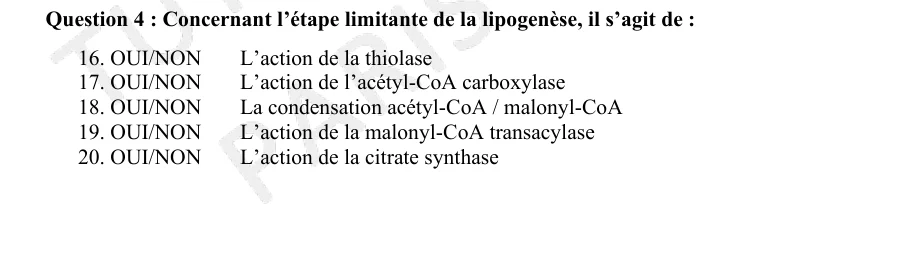 Question 4 : Concernant l'étape limitante de la lipogenèse, il s'agit de :
16. OUI/NON L'action de la thiolase
17. OUI/NON L'action de l'acétyl-CoA carboxylase
18. OUI/NON La condensation acétyl-CoA / malonyl-CoA
19. OUI/NON L'action de la malonyl-CoA transacylase
20. OUI/NON L'action de la citrate synthase